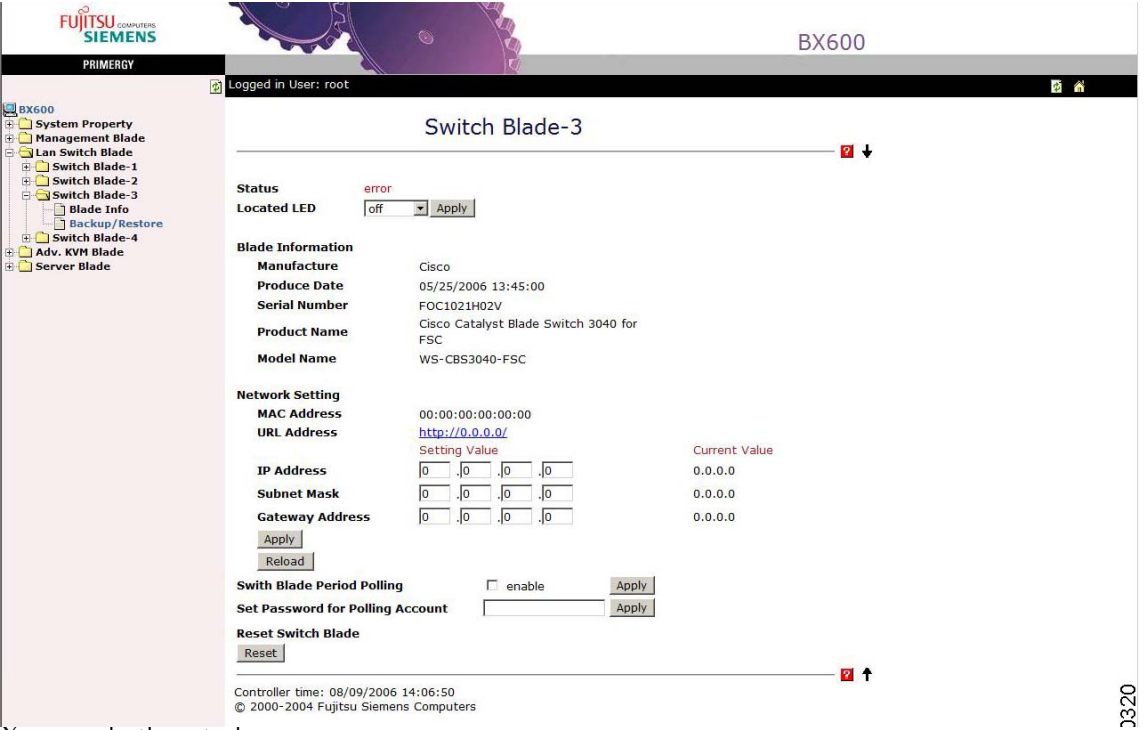 FUJITSU COMPUTERS
SIEMENS
BX600
PRIMERGY
Logged in User: root
BX600
System Property
Management Blade
Lan Switch Blade
Switch Blade-1
Switch Blade-2
Switch Blade-3
Blade Info
Backup/Restore
Switch Blade-4
Adv. KVM Blade
Server Blade
Switch Blade-3
?
Status error
Located LED off Apply
Blade Information
Manufacture Cisco
Produce Date 05/25/2006 13:45:00
Serial Number FOC1021H02V
Product Name Cisco Catalyst Blade Switch 3040 for
FSC
Model Name WS-CBS3040-FSC
Network Setting
MAC Address 00:00:00:00:00:00
URL Address http://0.0.0.0/
Setting Value Current Value
IP Address 0 .0 .0 .0 0.0.0.0
Subnet Mask 0 .0 .0 .0 0.0.0.0
Gateway Address 0 .0 .0 .0 0.0.0.0
Apply
Reload
Swith Blade Period Polling enable Apply
Set Password for Polling Account Apply
Reset Switch Blade
Reset
?
Controller time: 08/09/2006 14:06:50
© 2000-2004 Fujitsu Siemens Computers